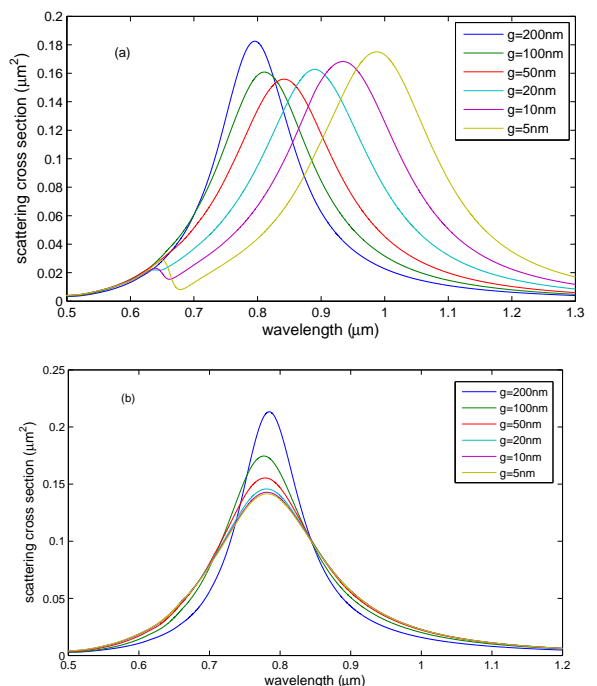 (a)
g=200nm
g=100nm
g=50nm
g=20nm
g=10nm
g=5nm
scattering cross section (μm²)
0.2
0.18
0.16
0.14
0.12
0.1
0.08
0.06
0.04
0.02
0
0.5 0.6 0.7 0.8 0.9 1 1.1 1.2 1.3
wavelength (μm)
(b)
g=200nm
g=100nm
g=50nm
g=20nm
g=10nm
g=5nm
scattering cross section (μm²)
0.25
0.2
0.15
0.1
0.05
0
0.5 0.6 0.7 0.8 0.9 1 1.1 1.2
wavelength (μm)